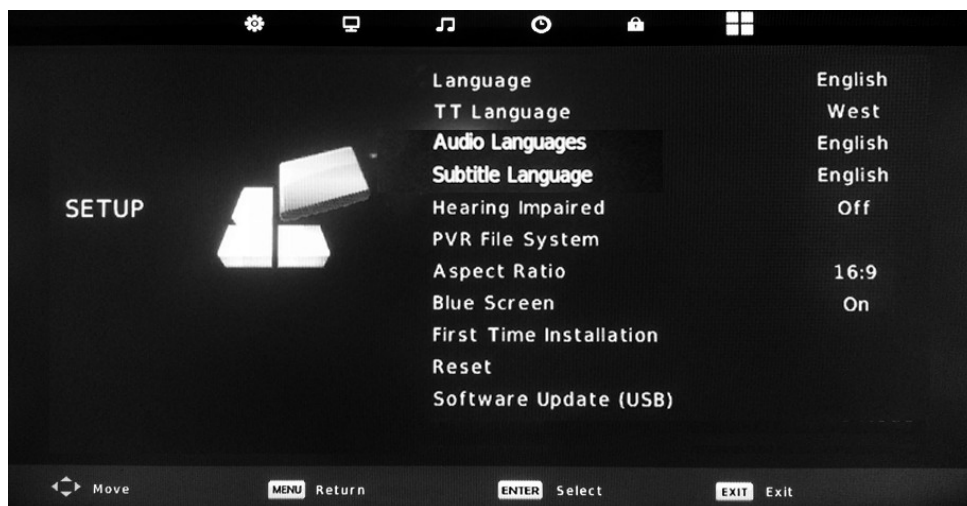 Language English
TT Language West
Audio Languages English
Subtitle Language English
SETUP Hearing Impaired Off
PVR File System
Aspect Ratio 16:9
Blue Screen On
First Time Installation
Reset
Software Update (USB)
Move MENU Return ENTER Select EXIT Exit